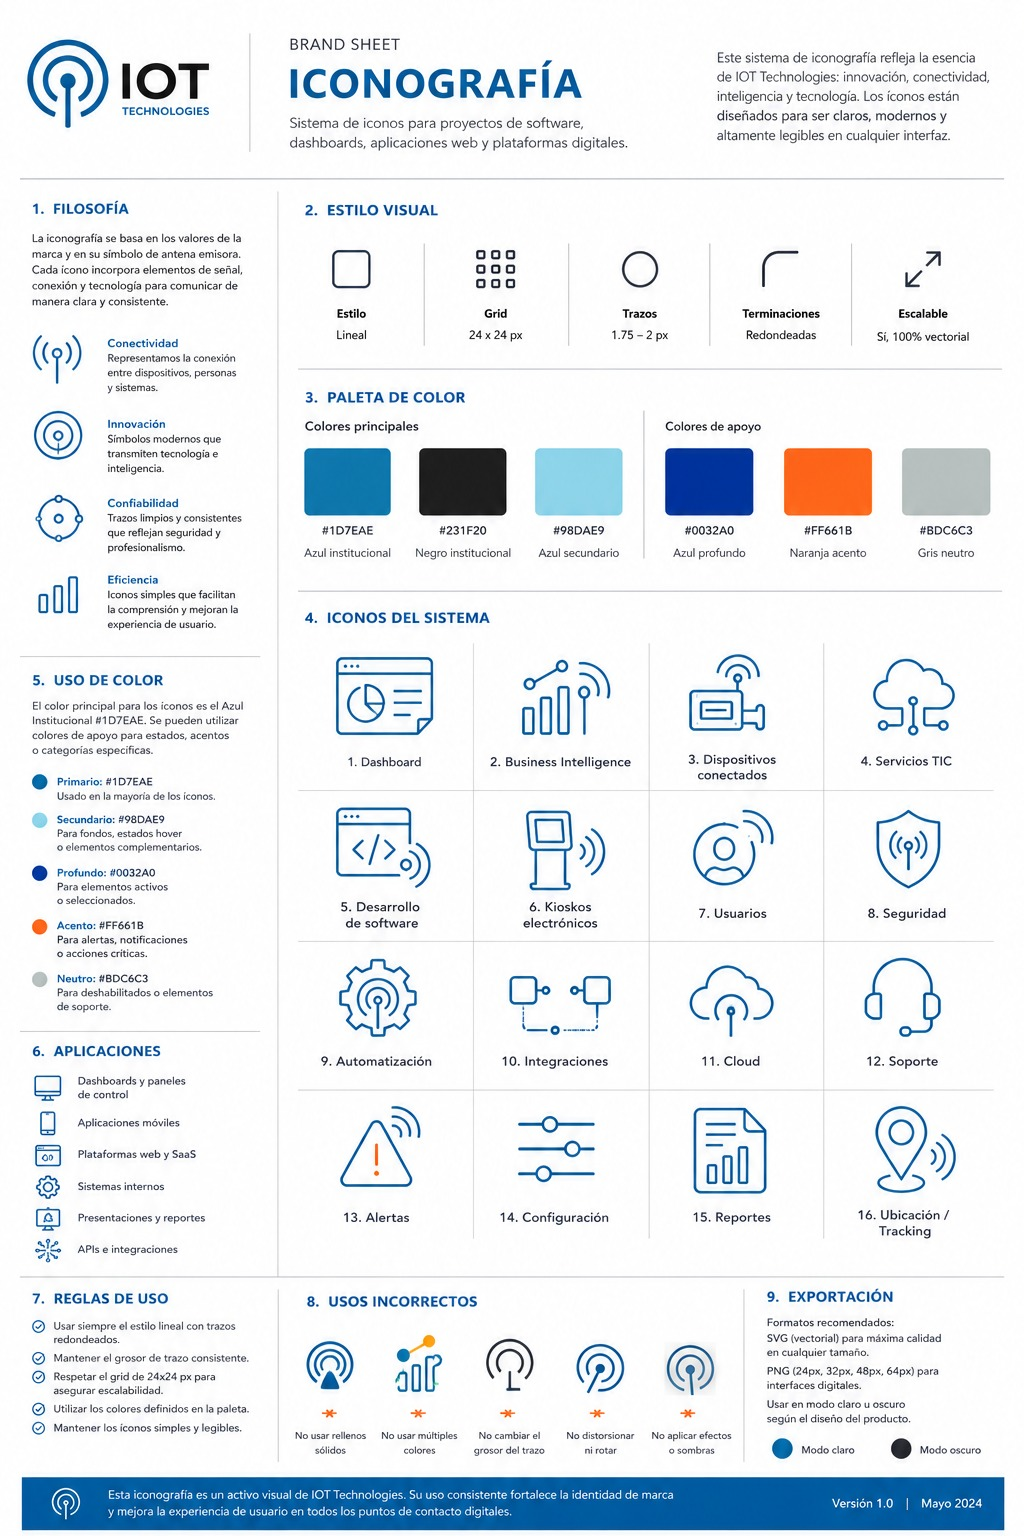 IOT
TECHNOLOGIES
BRAND SHEET
ICONOGRAFÍA
Sistema de iconos para proyectos de software,
dashboards, aplicaciones web y plataformas digitales.
Este sistema de iconografía refleja la esencia
de IOT Technologies: innovación, conectividad,
inteligencia y tecnología. Los íconos están
diseñados para ser claros, modernos y
altamente legibles en cualquier interfaz.
1. FILOSOFÍA
La iconografía se basa en los valores de la
marca y en su símbolo de antena emisora.
Cada ícono incorpora elementos de señal,
conexión y tecnología para comunicar de
manera clara y consistente.
Conectividad
Representamos la conexión
entre dispositivos, personas
y sistemas.
Innovación
Símbolos modernos que
transmiten tecnología e
inteligencia.
Confiabilidad
Trazos limpios y consistentes
que reflejan seguridad y
profesionalismo.
Eficiencia
Iconos simples que facilitan
la comprensión y mejoran la
experiencia de usuario.
2. ESTILO VISUAL
Estilo
Lineal
Grid
24 x 24 px
Trazos
1.75 – 2 px
Terminaciones
Redondeadas
Escalable
Sí, 100% vectorial
3. PALETA DE COLOR
Colores principales
#1D7EAE
Azul institucional
#231F20
Negro institucional
#98DAE9
Azul secundario
Colores de apoyo
#0032A0
Azul profundo
#FF661B
Naranja acento
#BDC6C3
Gris neutro
4. ICONOS DEL SISTEMA
1. Dashboard
2. Business Intelligence
3. Dispositivos
conectados
4. Servicios TIC
5. Desarrollo
de software
6. Kioskos
electrónicos
7. Usuarios
8. Seguridad
9. Automatización
10. Integraciones
11. Cloud
12. Soporte
13. Alertas
14. Configuración
15. Reportes
16. Ubicación /
Tracking
5. USO DE COLOR
El color principal para los íconos es el Azul
Institucional #1D7EAE. Se pueden utilizar
colores de apoyo para estados, acentos
o categorías específicas.
Primario: #1D7EAE
Usado en la mayoría de los íconos.
Secundario: #98DAE9
Para fondos, estados hover
o elementos complementarios.
Profundo: #0032A0
Para elementos activos
o seleccionados.
Acento: #FF661B
Para alertas, notificaciones
o acciones críticas.
Neutro: #BDC6C3
Para deshabilitados o elementos
de soporte.
6. APLICACIONES
Dashboards y paneles
de control
Aplicaciones móviles
Plataformas web y SaaS
Sistemas internos
Presentaciones y reportes
APIs e integraciones
7. REGLAS DE USO
Usar siempre el estilo lineal con trazos
redondeados.
Mantener el grosor de trazo consistente.
Respetar el grid de 24x24 px para
asegurar escalabilidad.
Utilizar los colores definidos en la paleta.
Mantener los íconos simples y legibles.
8. USOS INCORRECTOS
No usar rellenos
sólidos
No usar múltiples
colores
No cambiar el
grosor del trazo
No distorsionar
ni rotar
No aplicar efectos
o sombras
9. EXPORTACIÓN
Formatos recomendados:
SVG (vectorial) para máxima calidad
en cualquier tamaño.
PNG (24px, 32px, 48px, 64px) para
interfaces digitales.
Usar en modo claro u oscuro
según el diseño del producto.
Modo claro
Modo oscuro
Esta iconografía es un activo visual de IOT Technologies. Su uso consistente fortalece la identidad de marca
y mejora la experiencia de usuario en todos los puntos de contacto digitales.
Versión 1.0 | Mayo 2024